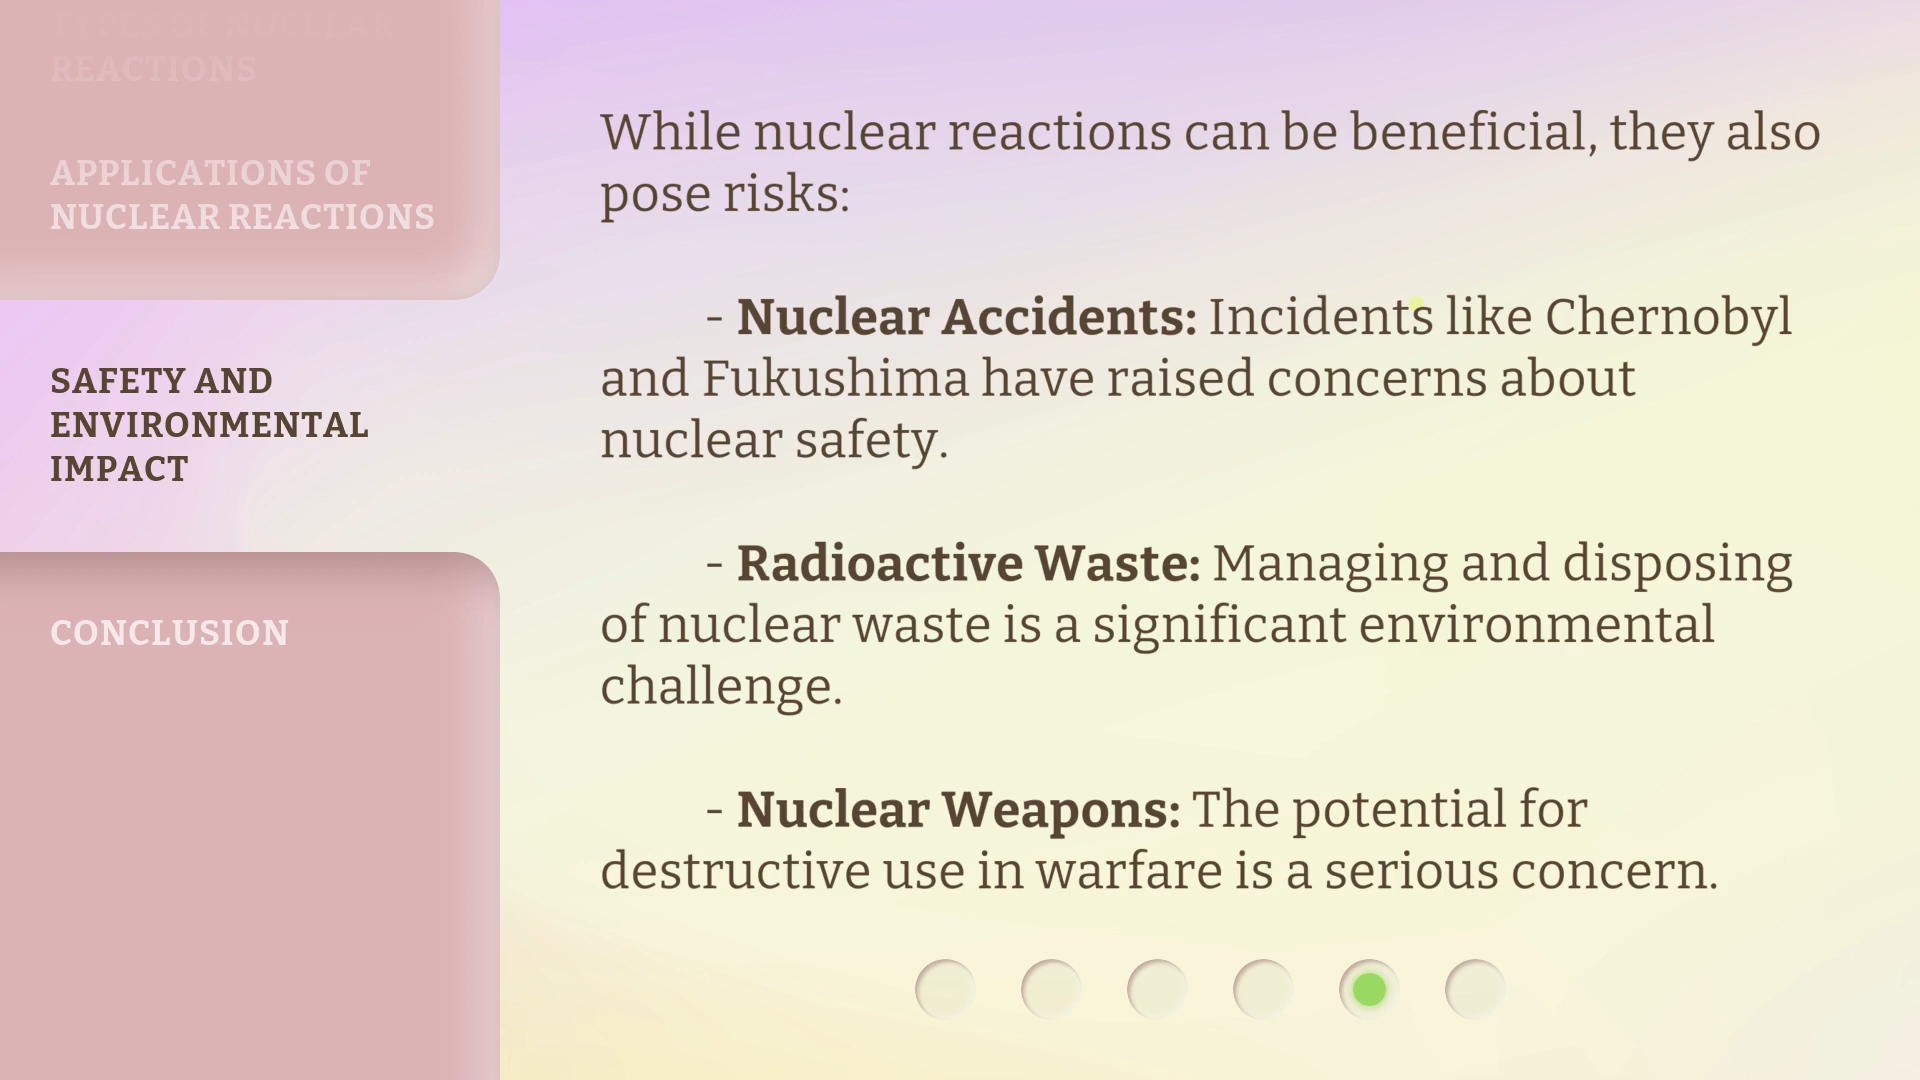 TYPES OF NUCLEAR
REACTIONS
APPLICATIONS OF
NUCLEAR REACTIONS
SAFETY AND
ENVIRONMENTAL
IMPACT
CONCLUSION
While nuclear reactions can be beneficial, they also
pose risks:
- Nuclear Accidents: Incidents like Chernobyl
and Fukushima have raised concerns about
nuclear safety.
- Radioactive Waste: Managing and disposing
of nuclear waste is a significant environmental
challenge.
- Nuclear Weapons: The potential for
destructive use in warfare is a serious concern.